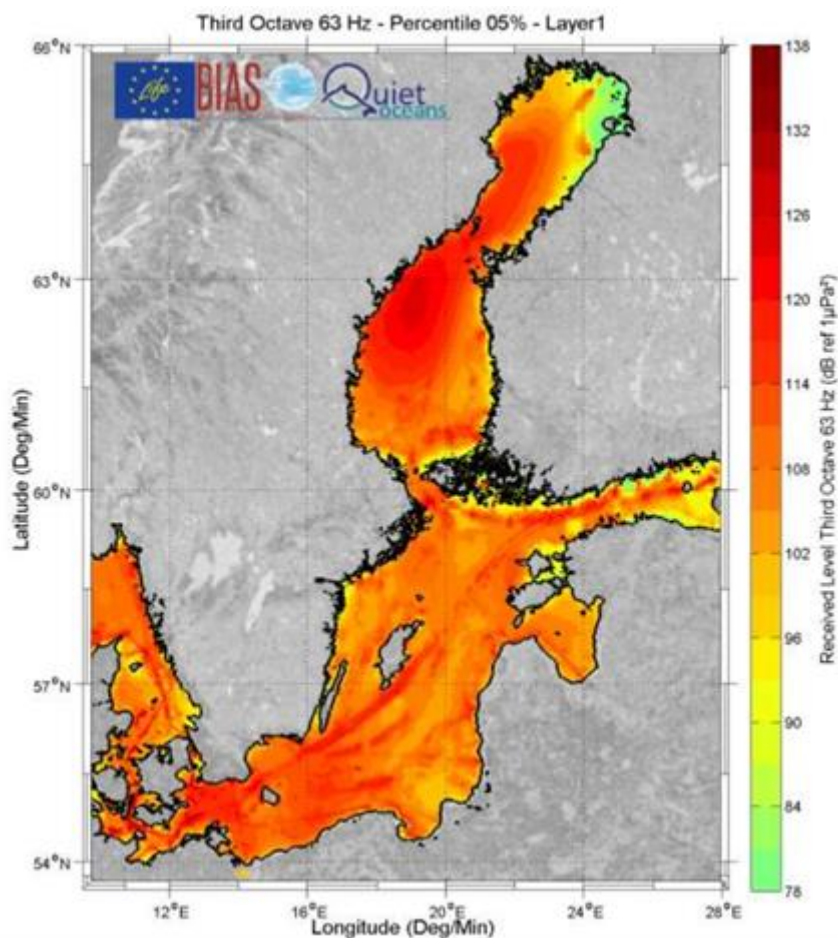 Third Octave 63 Hz - Percentile 05% - Layer1
Life
BIAS
Quiet
oceans
66°N
63°N
60°N
57°N
54°N
Latitude (Deg/Min)
12°E
16°E
20°E
24°E
28°E
Longitude (Deg/Min)
138
132
126
120
114
108
102
96
90
84
78
Received Level Third Octave 63 Hz (dB ref 1µPa²)